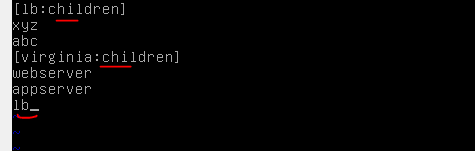 [lb:children]
xyz
abc
[virginia:children]
webserver
appserver
lb_
~
~